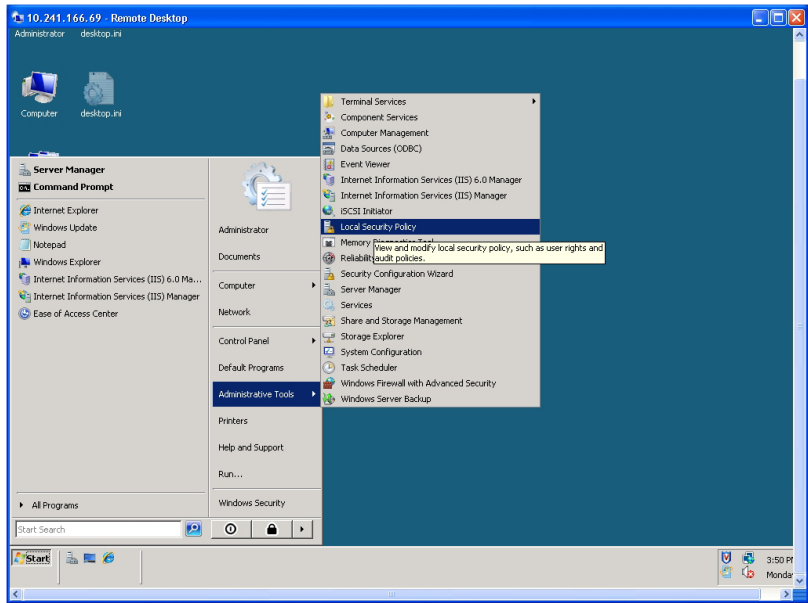 10.241.166.69 - Remote Desktop
Administrator desktop.ini
Computer desktop.ini
Server Manager
Command Prompt
Internet Explorer
Windows Update
Notepad
Windows Explorer
Internet Information Services (IIS) 6.0 Ma...
Internet Information Services (IIS) Manager
Ease of Access Center
All Programs
Start Search
Administrator
Documents
Computer
Network
Control Panel
Default Programs
Administrative Tools
Printers
Help and Support
Run...
Windows Security
Terminal Services
Component Services
Computer Management
Data Sources (ODBC)
Event Viewer
Internet Information Services (IIS) 6.0 Manager
Internet Information Services (IIS) Manager
iSCSI Initiator
Local Security Policy
Memory
View and modify local security policy, such as user rights and
audit policies.
Security Configuration Wizard
Server Manager
Services
Share and Storage Management
Storage Explorer
System Configuration
Task Scheduler
Windows Firewall with Advanced Security
Windows Server Backup
Start
3:50